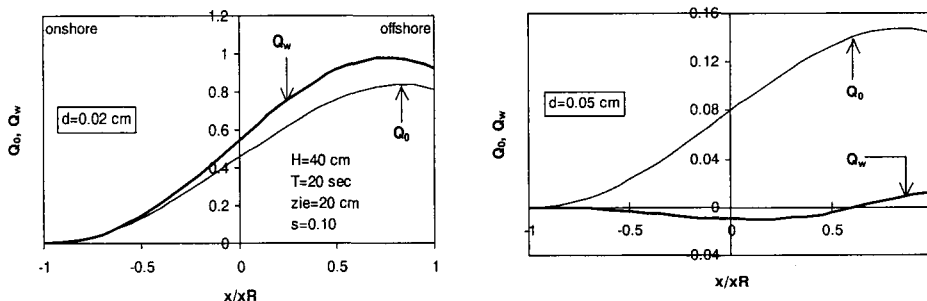 onshore
1.2
offshore
1
Qw
0.8
d=0.02 cm
0.6
Q0
0.4
H=40 cm
T=20 sec
0.2
zie=20 cm
s=0.10
0
-1
-0.5
0
0.5
1
x/xR
Q0, Qw
0.16
0.12
Q0
d=0.05 cm
0.08
0.04
Qw
0
-1
-0.5
0
0.5
1
-0.04
x/xR
Q0, Qw